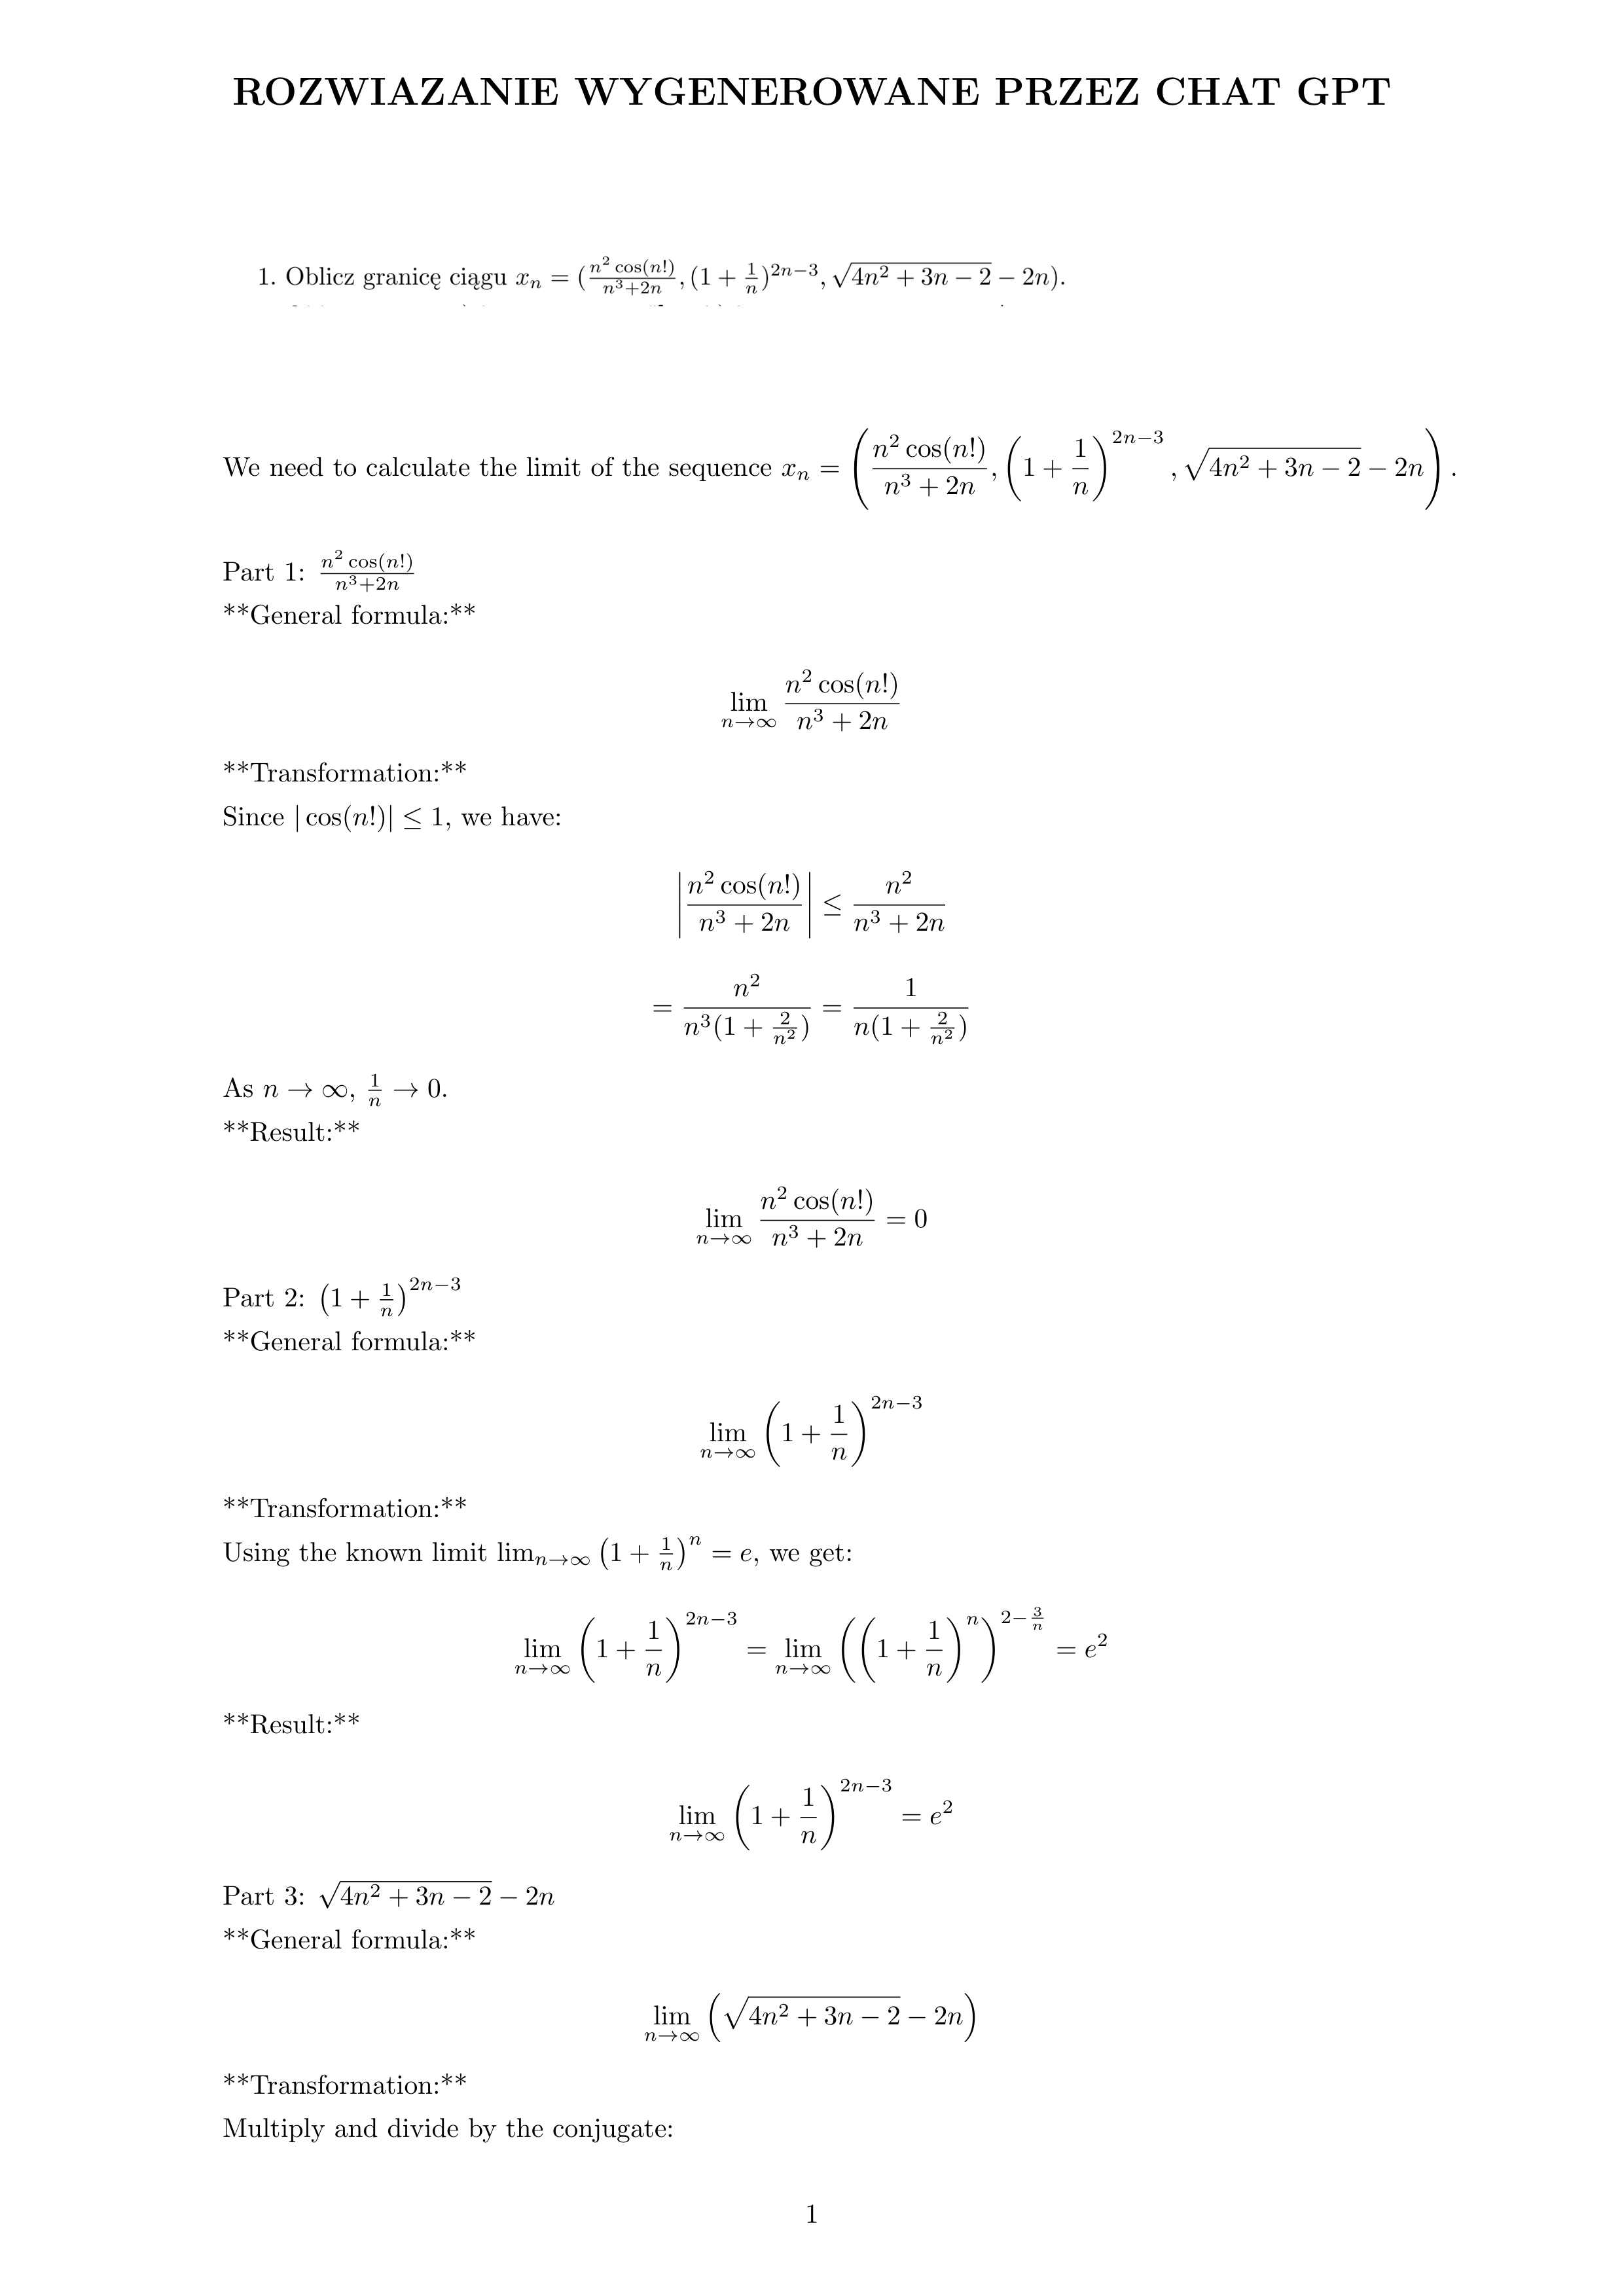 ROZWIAZANIE WYGENEROWANE PRZEZ CHAT GPT
1. Oblicz granicę ciągu $x_n = (\frac{n^2 \cos(n!)}{n^3+2n}, (1+\frac{1}{n})^{2n-3}, \sqrt{4n^2+3n-2}-2n)$.
We need to calculate the limit of the sequence $x_n = \left(\frac{n^2 \cos(n!)}{n^3+2n}, \left(1+\frac{1}{n}\right)^{2n-3}, \sqrt{4n^2+3n-2}-2n\right)$.
Part 1: $\frac{n^2 \cos(n!)}{n^3+2n}$
**General formula:**
$\lim_{n\to\infty} \frac{n^2 \cos(n!)}{n^3+2n}$
**Transformation:**
Since $|\cos(n!)| \leq 1$, we have:
$\left|\frac{n^2 \cos(n!)}{n^3+2n}\right| \leq \frac{n^2}{n^3+2n}$
$= \frac{n^2}{n^3(1+\frac{2}{n^2})} = \frac{1}{n(1+\frac{2}{n^2})}$
As $n \to \infty$, $\frac{1}{n} \to 0$.
**Result:**
$\lim_{n\to\infty} \frac{n^2 \cos(n!)}{n^3+2n} = 0$
Part 2: $\left(1+\frac{1}{n}\right)^{2n-3}$
**General formula:**
$\lim_{n\to\infty} \left(1+\frac{1}{n}\right)^{2n-3}$
**Transformation:**
Using the known limit $\lim_{n\to\infty} \left(1+\frac{1}{n}\right)^n = e$, we get:
$\lim_{n\to\infty} \left(1+\frac{1}{n}\right)^{2n-3} = \lim_{n\to\infty} \left(\left(1+\frac{1}{n}\right)^n\right)^{2-\frac{3}{n}} = e^2$
**Result:**
$\lim_{n\to\infty} \left(1+\frac{1}{n}\right)^{2n-3} = e^2$
Part 3: $\sqrt{4n^2+3n-2}-2n$
**General formula:**
$\lim_{n\to\infty} \left(\sqrt{4n^2+3n-2}-2n\right)$
**Transformation:**
Multiply and divide by the conjugate:
1